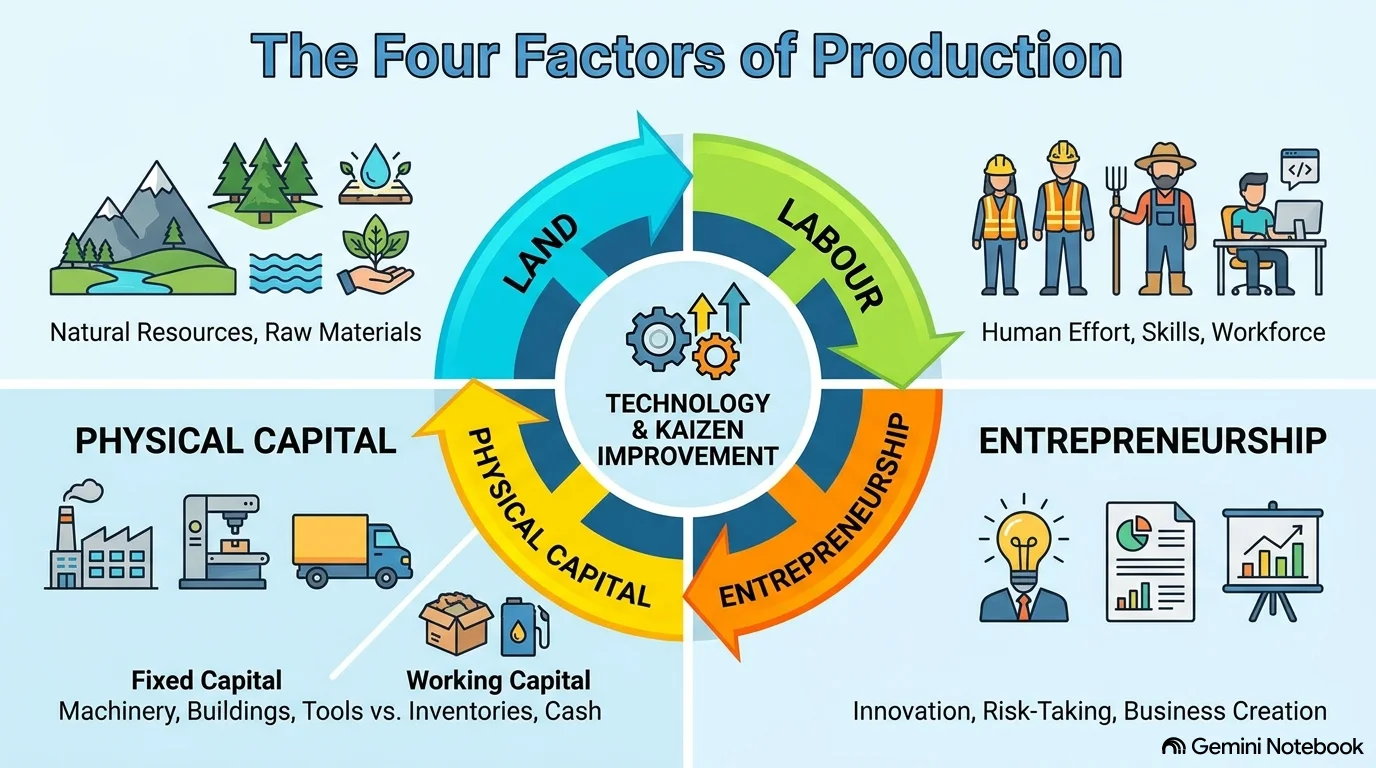 The Four Factors of Production
LAND
Natural Resources, Raw Materials
LABOUR
Human Effort, Skills, Workforce
</>
TECHNOLOGY
& KAIZEN
IMPROVEMENT
PHYSICAL CAPITAL
PHYSICAL CAPITAL
Fixed Capital
Working Capital
Machinery, Buildings, Tools vs. Inventories, Cash
ENTREPRENEURSHIP
ENTREPRENEURSHIP
Innovation, Risk-Taking, Business Creation
Gemini Notebook